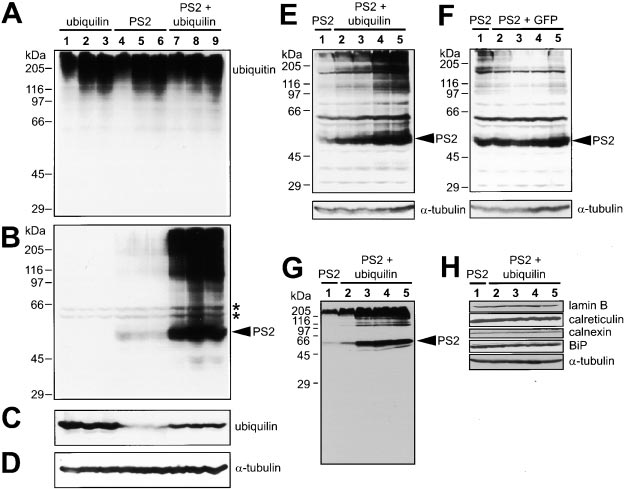 A
ubiquilin PS2 PS2 + ubiquilin
1 2 3 4 5 6 7 8 9
kDa
205
116
97
66
45
29
ubiquitin
B
205
116
97
66
45
29
*
*
PS2
C
ubiquilin
D
α-tubulin
E
PS2 PS2 + ubiquilin
1 2 3 4 5
kDa
205
116
97
66
45
29
PS2
α-tubulin
F
PS2 PS2 + GFP
1 2 3 4 5
kDa
205
116
97
66
45
29
PS2
α-tubulin
G
PS2 PS2 + ubiquilin
1 2 3 4 5
kDa
205
116
97
66
45
29
PS2
H
PS2 PS2 + ubiquilin
1 2 3 4 5
lamin B
calreticulin
calnexin
BiP
α-tubulin